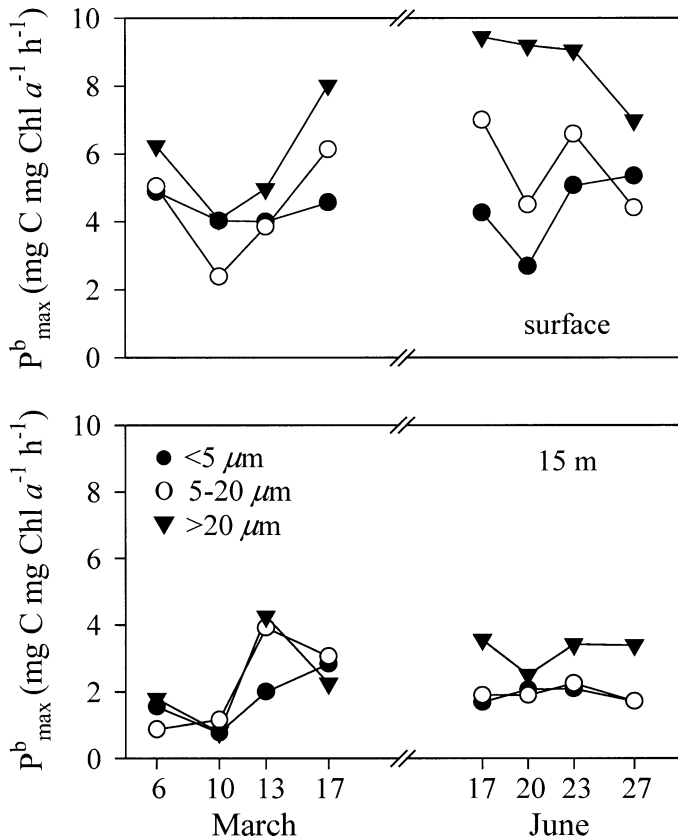 10
8
6
4
2
0
P^b_max (mg C mg Chl a^-1 h^-1)
surface
10
8
6
4
2
0
P^b_max (mg C mg Chl a^-1 h^-1)
<5 μm
5-20 μm
>20 μm
15 m
6 10 13 17 17 20 23 27
March June